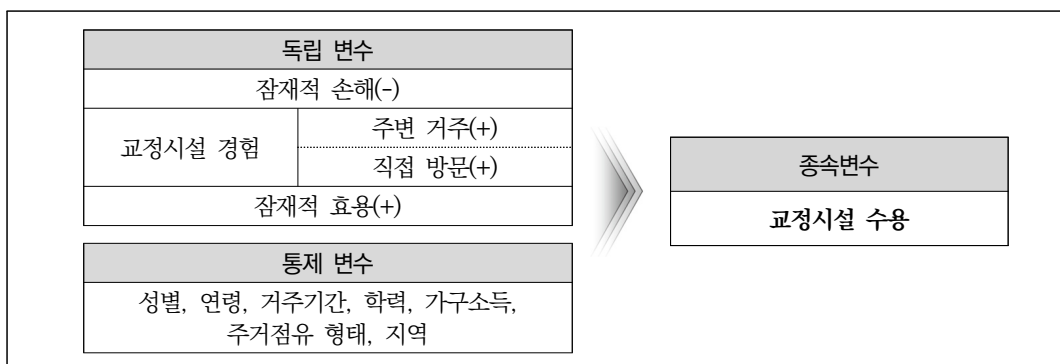 독립 변수
잠재적 손해(-)
교정시설 경험
주변 거주(+)
직접 방문(+)
잠재적 효용(+)
통제 변수
성별, 연령, 거주기간, 학력, 가구소득,
주거점유 형태, 지역
종속변수
교정시설 수용